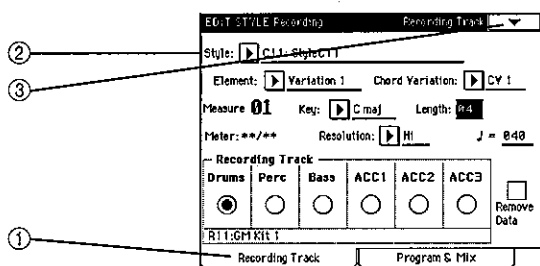 EDIT STYLE Recording Recording Track
② Style: C11: StyleC11
Element: Variation 1 Chord Variation: CV 1
③
Measure 01 Key: C maj Length: 04
Meter: **/** Resolution: Hi ♩ = 040
Recording Track
Drums Perc Bass ACC1 ACC2 ACC3
Remove
Data
R11:GM Kit 1
①
Recording Track Program & Mix